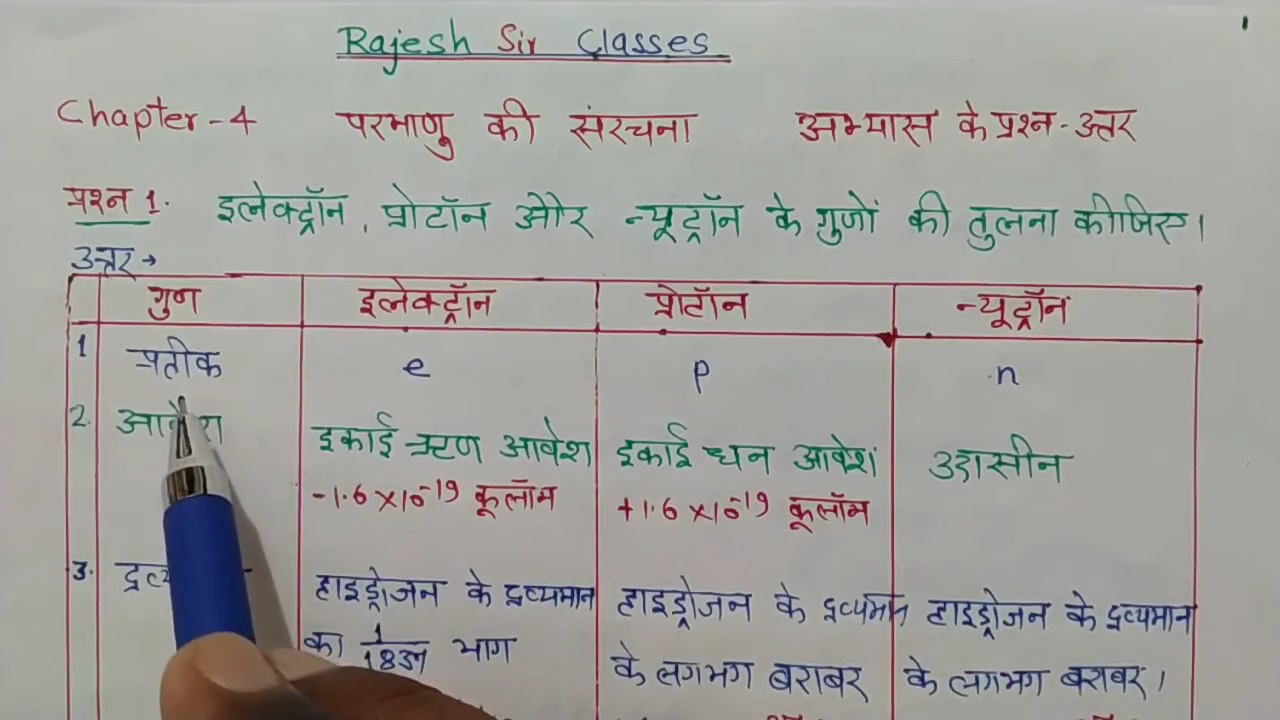 1
Rajesh Sir Classes
Chapter-4 परमाणु की संरचना अभ्यास के प्रश्न-उत्तर
प्रश्न 1. इलेक्ट्रॉन, प्रोटॉन और न्यूट्रॉन के गुणों की तुलना कीजिए।
उत्तर →
गुण इलेक्ट्रॉन प्रोटॉन न्यूट्रॉन
1 प्रतीक e p n
2. इकाई ऋण आवेश इकाई धन आवेश उदासीन
-1.6×10⁻¹⁹ कूलॉम +1.6×10⁻¹⁹ कूलॉम
3. हाइड्रोजन के द्रव्यमान हाइड्रोजन के द्रव्यमान हाइड्रोजन के द्रव्यमान
का 1/1837 भाग के लगभग बराबर के लगभग बराबर।